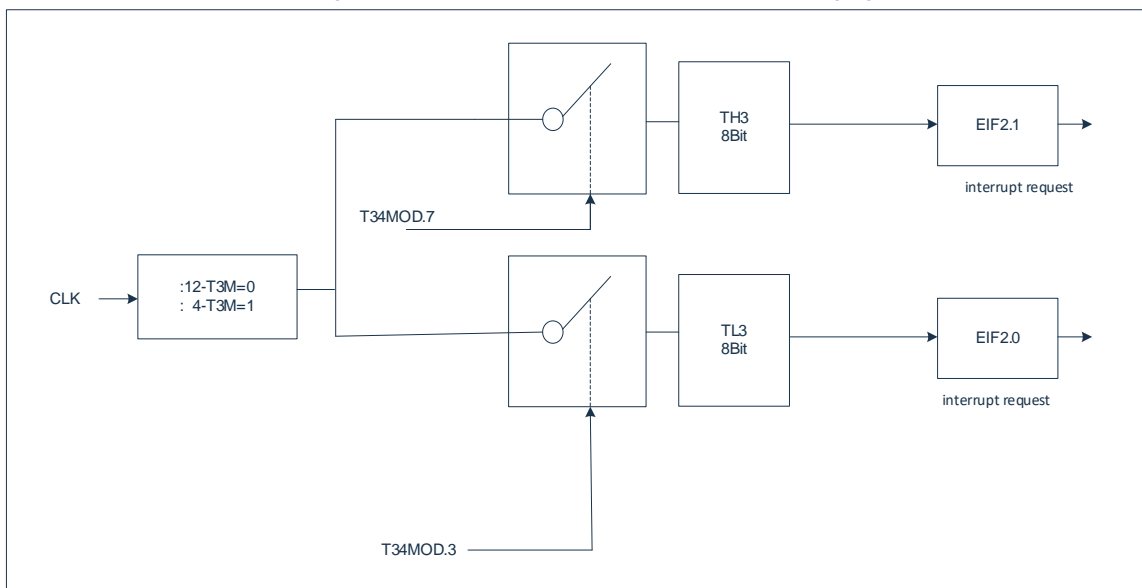 TH3
8Bit
EIF2.1
interrupt request
T34MOD.7
CLK
:12-T3M=0
: 4-T3M=1
TL3
8Bit
EIF2.0
interrupt request
T34MOD.3